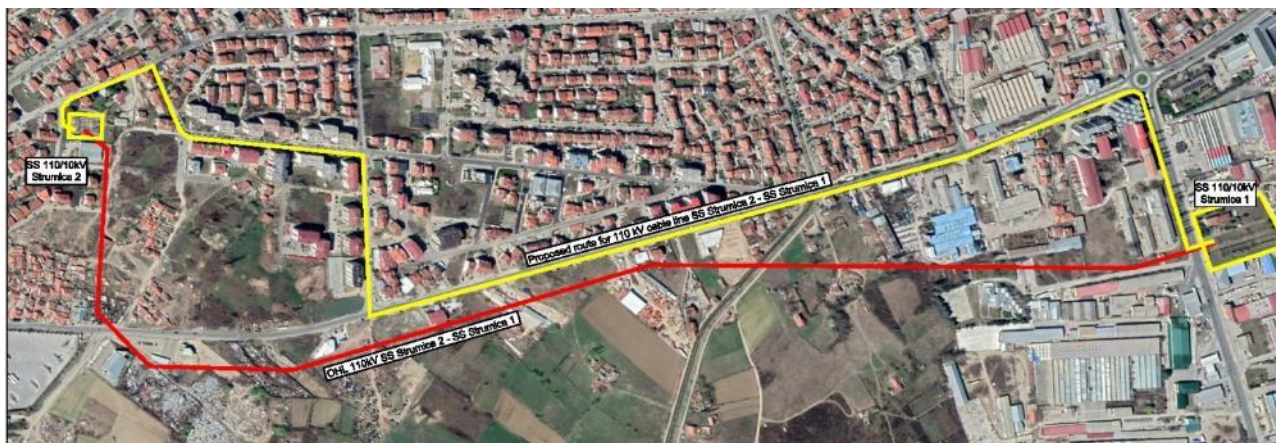 SS 110/10kV
Strumica 2
SS 110/10kV
Strumica 1
Proposed route for 110 kV cable line SS Strumica 2 - SS Strumica 1
OHL 110kV SS Strumica 2 - SS Strumica 1